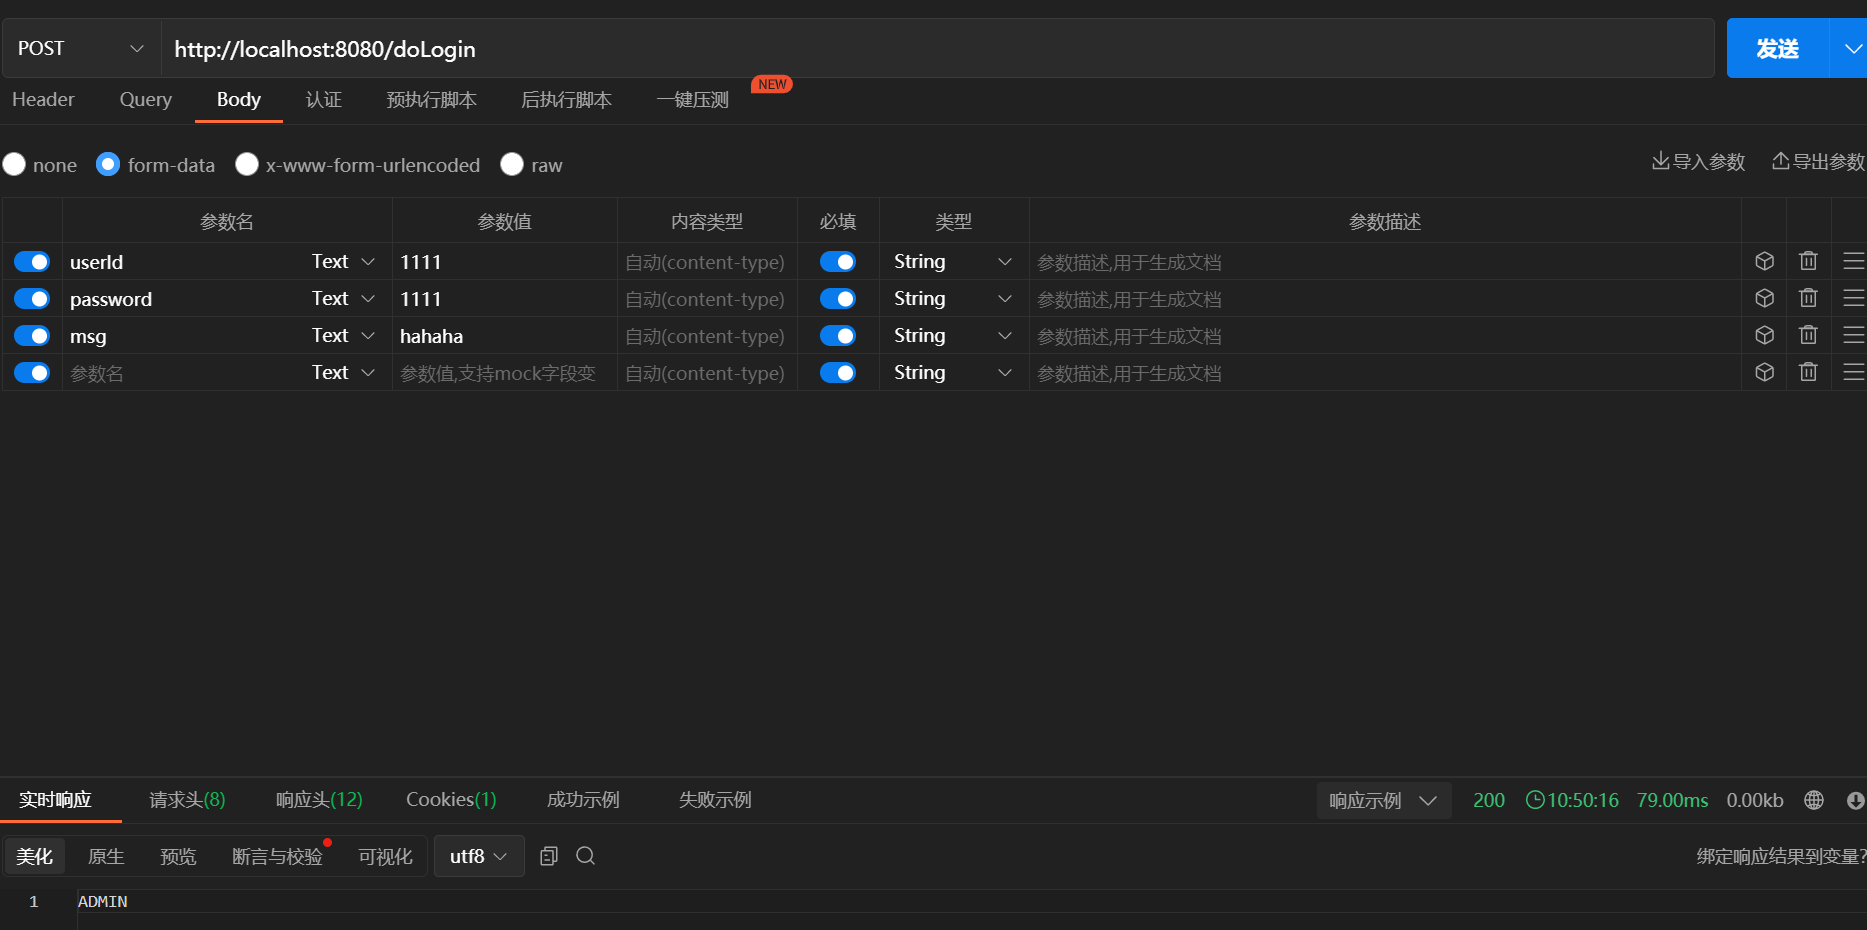 POST http://localhost:8080/doLogin 发送
NEW
Header Query Body 认证 预执行脚本 后执行脚本 一键压测
none form-data x-www-form-urlencoded raw 导入参数 导出参数
参数名 参数值 内容类型 必填 类型 参数描述
userId Text 1111 自动(content-type) String 参数描述,用于生成文档
password Text 1111 自动(content-type) String 参数描述,用于生成文档
msg Text hahaha 自动(content-type) String 参数描述,用于生成文档
参数名 Text 参数值,支持mock字段变 自动(content-type) String 参数描述,用于生成文档
实时响应 请求头(8) 响应头(12) Cookies(1) 成功示例 失败示例 响应示例 200 10:50:16 79.00ms 0.00kb
美化 原生 预览 断言与校验 可视化 utf8 绑定响应结果到变量?
1 ADMIN